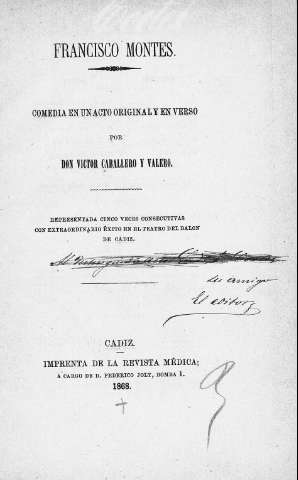 FRANCISCO MONTES.
COMEDIA EN UN ACTO ORIGINAL Y EN VERSO
POR
DON VICTOR CABALLERO Y VALERO.
REPRESENTADA CINCO VECES CONSECUTIVAS
CON EXTRAORDINARIO ÉXITO EN EL TEATRO DEL BALON
DE CADIZ.
su amigo
El editor
CADIZ.
IMPRENTA DE LA REVISTA MÉDICA;
A CARGO DE D. FEDERICO JOLY, BOMBA 1.
1868.